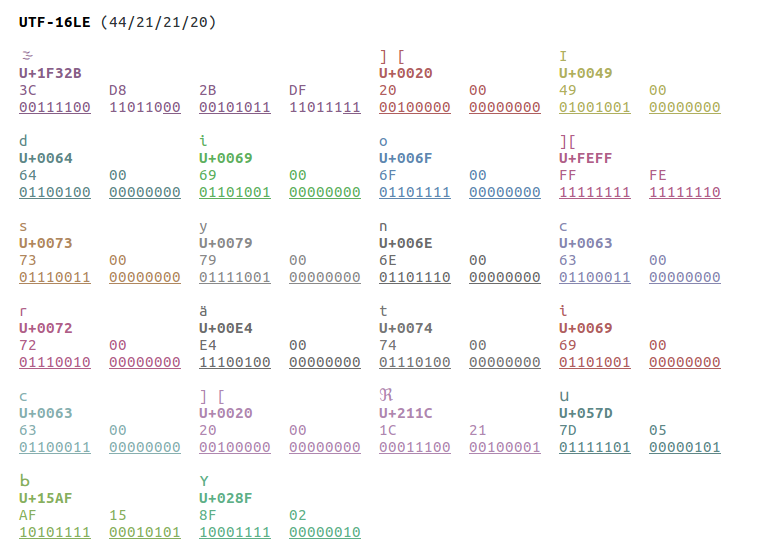 UTF-16LE (44/21/21/20)
🌫 ] [ I
U+1F32B U+0020 U+0049
3C D8 2B DF 20 00 49 00
00111100 11011000 00101011 11011111 00100000 00000000 01001001 00000000
d i o ][
U+0064 U+0069 U+006F U+FEFF
64 00 69 00 6F 00 FF FE
01100100 00000000 01101001 00000000 01101111 00000000 11111111 11111110
s y n c
U+0073 U+0079 U+006E U+0063
73 00 79 00 6E 00 63 00
01110011 00000000 01111001 00000000 01101110 00000000 01100011 00000000
r ä t i
U+0072 U+00E4 U+0074 U+0069
72 00 E4 00 74 00 69 00
01110010 00000000 11100100 00000000 01110100 00000000 01101001 00000000
c ] [ ℜ ս
U+0063 U+0020 U+211C U+057D
63 00 20 00 1C 21 7D 05
01100011 00000000 00100000 00000000 00011100 00100001 01111101 00000101
ᖯ ʏ
U+15AF U+028F
AF 15 8F 02
10101111 00010101 10001111 00000010